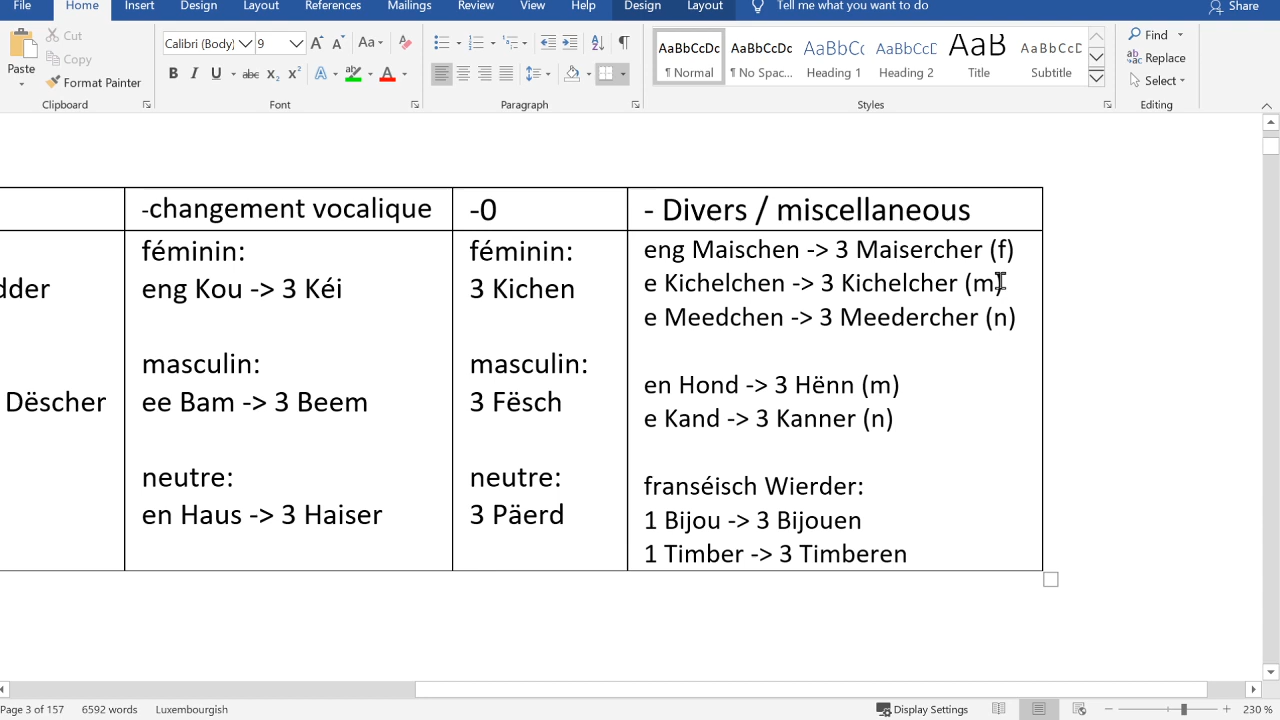 File Home Insert Design Layout References Mailings Review View Help Design Layout Tell me what you want to do Share
Cut
Copy
Paste
Format Painter
Calibri (Body) 9
Aa
B I U abc x₂ x² A A
Find
Replace
Select
AaBbCcDc AaBbCcDc AaBbCc AaBbCcD AaB AaBbCcD
¶ Normal ¶ No Spac... Heading 1 Heading 2 Title Subtitle
Clipboard Font Paragraph Styles Editing
-changement vocalique
féminin:
eng Kou -> 3 Kéi
masculin:
ee Bam -> 3 Beem
neutre:
en Haus -> 3 Haiser
-0
féminin:
3 Kichen
masculin:
3 Fësch
neutre:
3 Päerd
- Divers / miscellaneous
eng Maischen -> 3 Maisercher (f)
e Kichelchen -> 3 Kichelcher (m)
e Meedchen -> 3 Meedercher (n)
en Hond -> 3 Hënn (m)
e Kand -> 3 Kanner (n)
franséisch Wierder:
1 Bijou -> 3 Bijouen
1 Timber -> 3 Timberen
dder
Dëscher
Page 3 of 157 6592 words Luxembourgish Display Settings 230 %